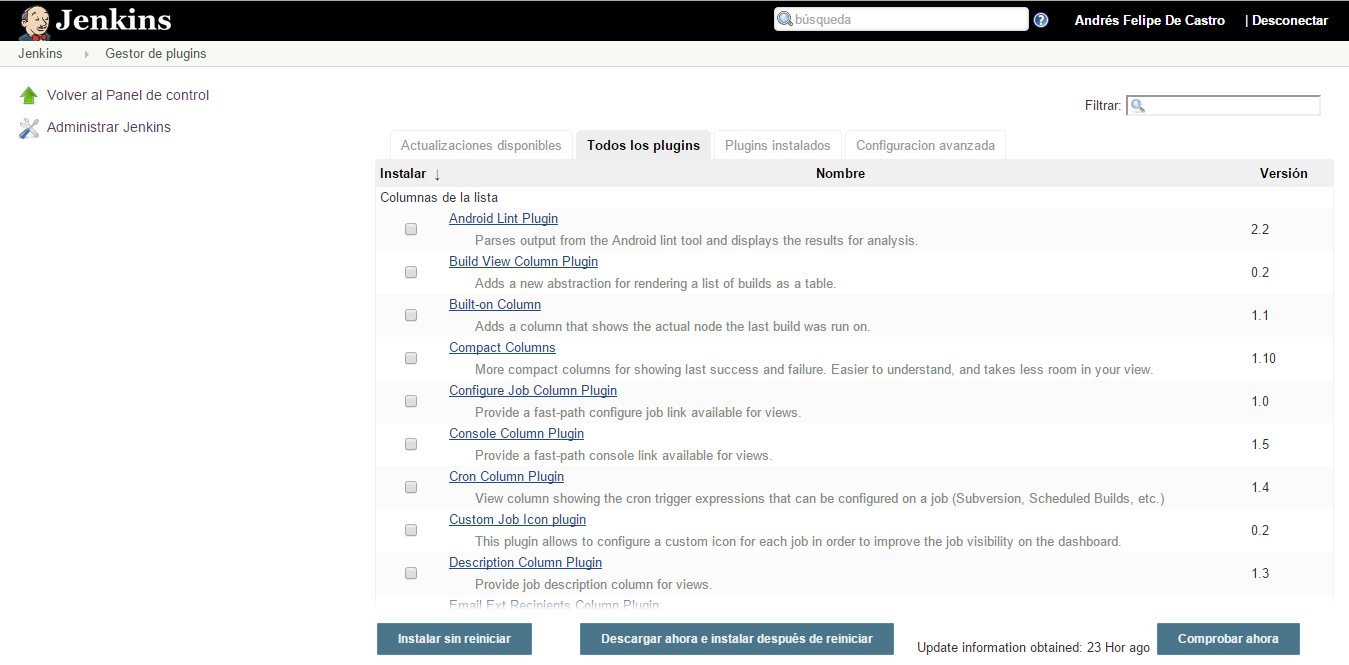 Jenkins
búsqueda
Andrés Felipe De Castro | Desconectar
Jenkins Gestor de plugins
Volver al Panel de control
Administrar Jenkins
Filtrar:
Actualizaciones disponibles Todos los plugins Plugins instalados Configuracion avanzada
Instalar ↓ Nombre Versión
Columnas de la lista
Android Lint Plugin
Parses output from the Android lint tool and displays the results for analysis.
2.2
Build View Column Plugin
Adds a new abstraction for rendering a list of builds as a table.
0.2
Built-on Column
Adds a column that shows the actual node the last build was run on.
1.1
Compact Columns
More compact columns for showing last success and failure. Easier to understand, and takes less room in your view.
1.10
Configure Job Column Plugin
Provide a fast-path configure job link available for views.
1.0
Console Column Plugin
Provide a fast-path console link available for views.
1.5
Cron Column Plugin
View column showing the cron trigger expressions that can be configured on a job (Subversion, Scheduled Builds, etc.)
1.4
Custom Job Icon plugin
This plugin allows to configure a custom icon for each job in order to improve the job visibility on the dashboard.
0.2
Description Column Plugin
Provide job description column for views.
1.3
Email Ext Recipients Column Plugin
Instalar sin reiniciar
Descargar ahora e instalar después de reiniciar
Update information obtained: 23 Hor ago
Comprobar ahora